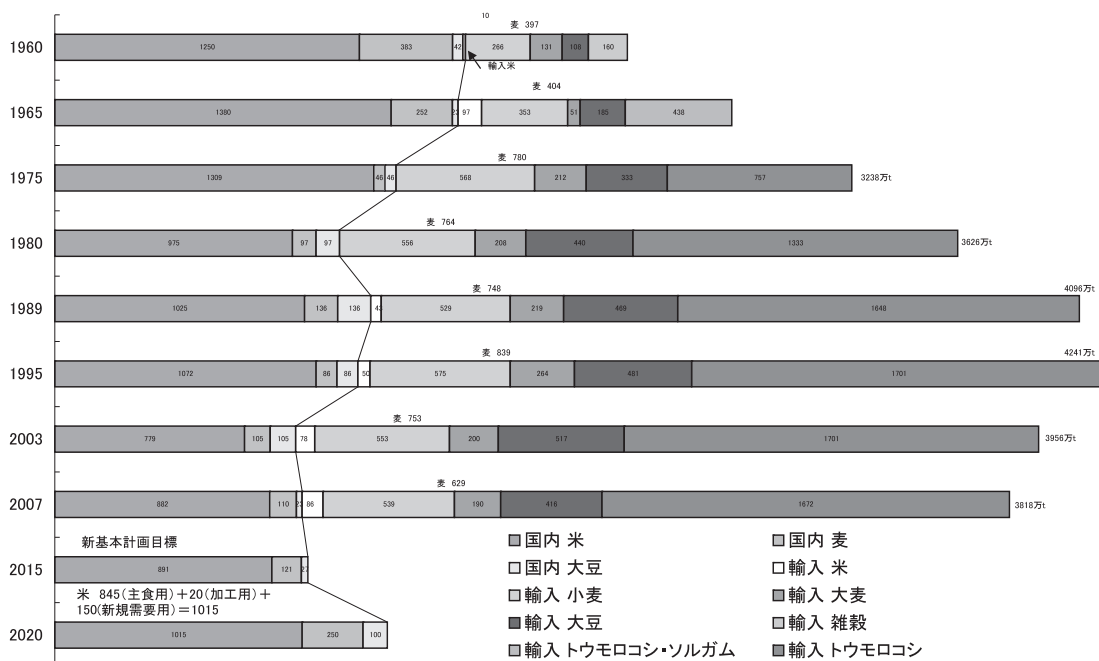 10
麦 397
1960 1250 383 42 266 131 108 160
輸入米
麦 404
1965 1380 252 23 97 353 51 185 438
麦 780
1975 1309 46 46 568 212 333 757 3238万t
麦 764
1980 975 97 97 556 208 440 1333 3626万t
麦 748 4096万t
1989 1025 136 136 43 529 219 469 1648
麦 839 4241万t
1995 1072 86 86 50 575 264 481 1701
麦 753
2003 779 105 105 78 553 200 517 1701 3956万t
麦 629
2007 882 110 23 86 539 190 416 1672 3818万t
新基本計画目標
2015 891 121 27
米 845(主食用)+20(加工用)+
150(新規需要用)=1015
2020 1015 250 100
国内 米 国内 麦
国内 大豆 輸入 米
輸入 小麦 輸入 大麦
輸入 大豆 輸入 雑穀
輸入 トウモロコシ・ソルガム 輸入 トウモロコシ